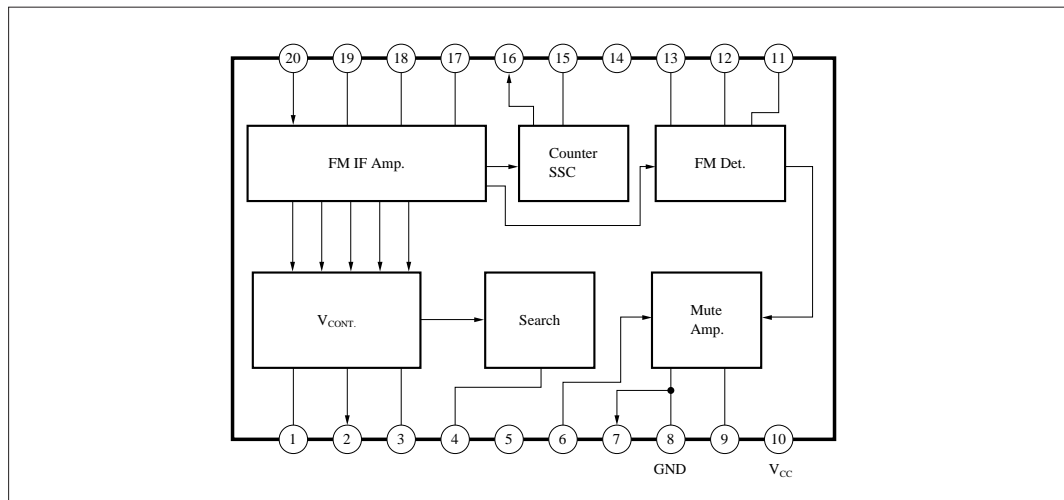 20 19 18 17 16 15 14 13 12 11
FM IF Amp.
Counter
SSC
FM Det.
V CONT.
Search
Mute
Amp.
1 2 3 4 5 6 7 8 9 10
GND
VCC